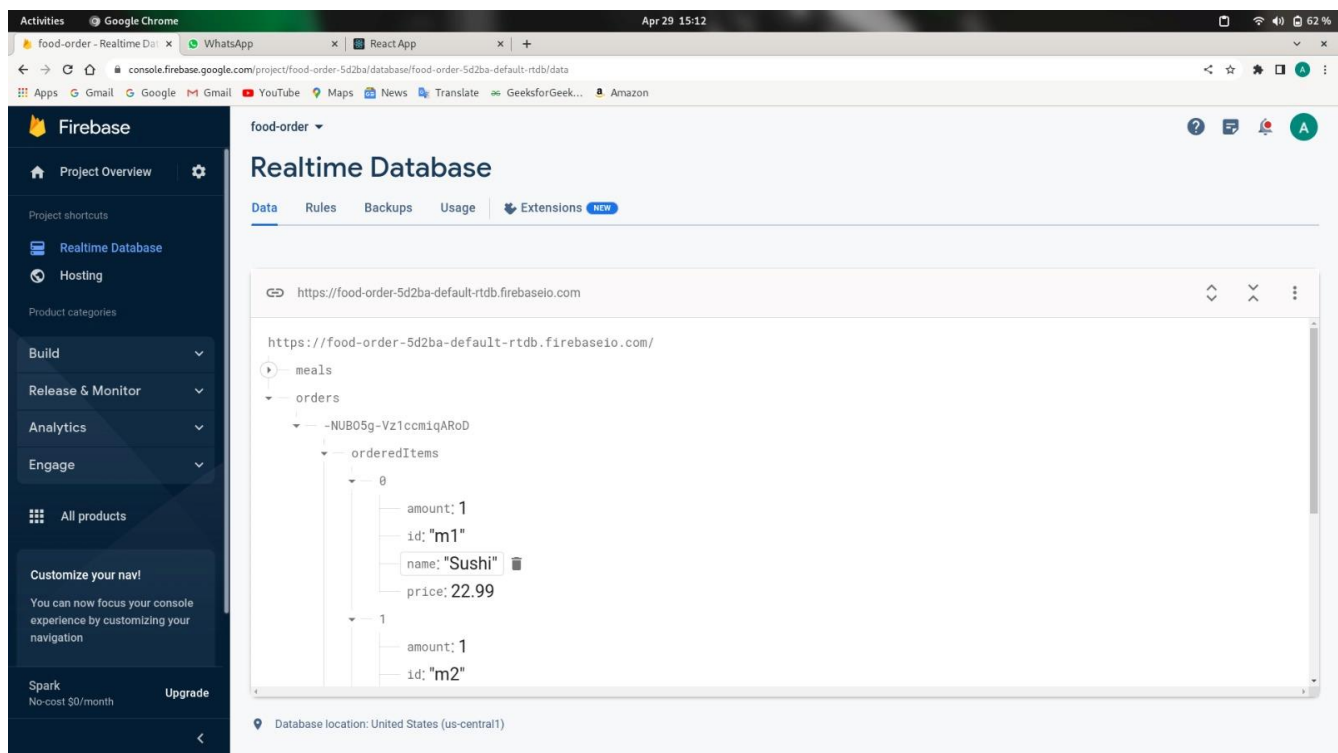 Activities Google Chrome Apr 29 15:12 62 %
food-order - Realtime Dat x WhatsApp x React App x +
console.firebase.google.com/project/food-order-5d2ba/database/food-order-5d2ba-default-rtdb/data
Apps Gmail Google Gmail YouTube Maps News Translate GeeksforGeek... Amazon
Firebase
Project Overview
Project shortcuts
Realtime Database
Hosting
Product categories
Build
Release & Monitor
Analytics
Engage
All products
Customize your nav!
You can now focus your console
experience by customizing your
navigation
Spark
No-cost $0/month
Upgrade
food-order
A
Realtime Database
Data Rules Backups Usage Extensions NEW
https://food-order-5d2ba-default-rtdb.firebaseio.com
https://food-order-5d2ba-default-rtdb.firebaseio.com/
meals
orders
-NUBO5g-Vz1ccmiqARoD
orderedItems
0
amount: 1
id: "m1"
name: "Sushi"
price: 22.99
1
amount: 1
id: "m2"
Database location: United States (us-central1)